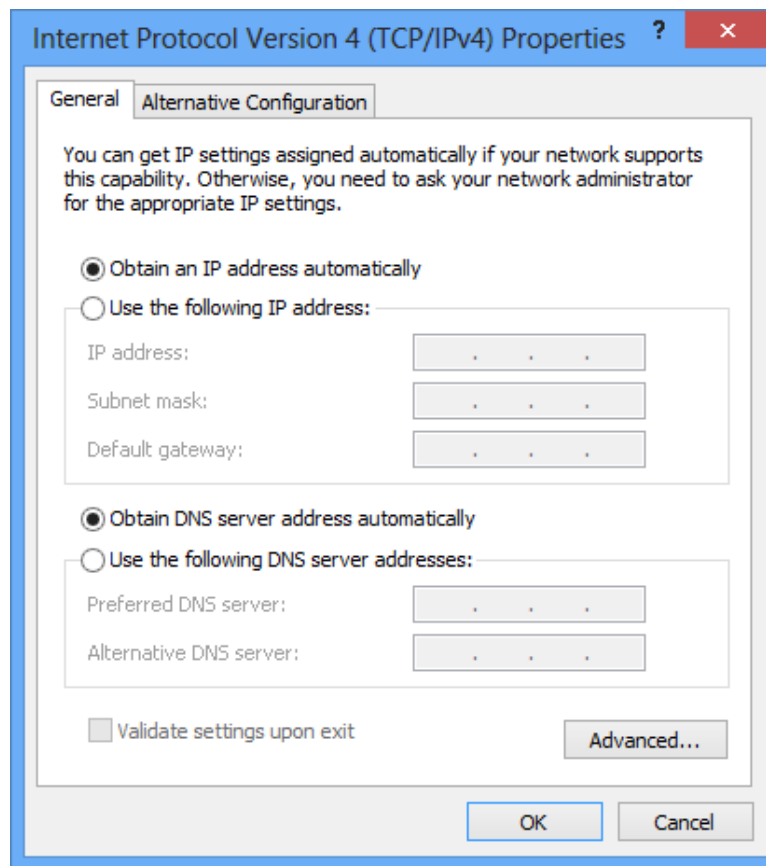 Internet Protocol Version 4 (TCP/IPv4) Properties ? ×
General Alternative Configuration
You can get IP settings assigned automatically if your network supports
this capability. Otherwise, you need to ask your network administrator
for the appropriate IP settings.
Obtain an IP address automatically
Use the following IP address:
IP address: . . .
Subnet mask: . . .
Default gateway: . . .
Obtain DNS server address automatically
Use the following DNS server addresses:
Preferred DNS server: . . .
Alternative DNS server: . . .
Validate settings upon exit
Advanced...
OK Cancel